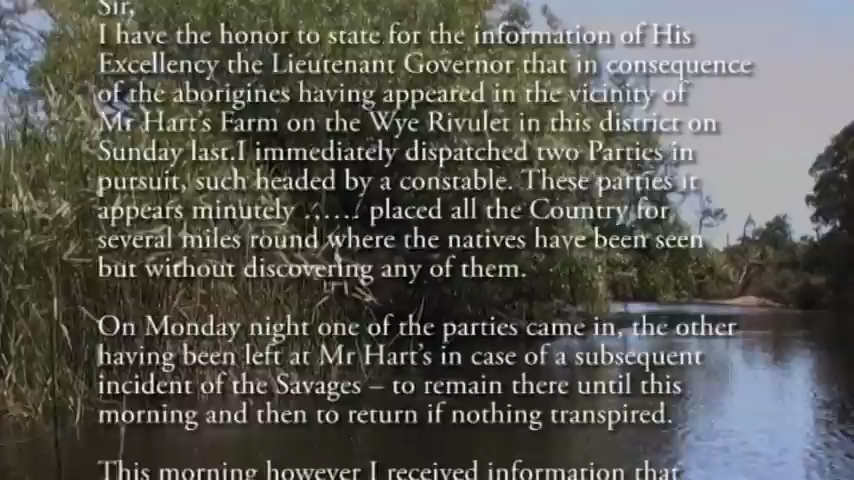 Sir,
I have the honor to state for the information of His
Excellency the Lieutenant Governor that in consequence
of the aborigines having appeared in the vicinity of
Mr Hart's Farm on the Wye Rivulet in this district on
Sunday last.I immediately dispatched two Parties in
pursuit, such headed by a constable. These parties it
appears minutely ...... placed all the Country for
several miles round where the natives have been seen
but without discovering any of them.
On Monday night one of the parties came in, the other
having been left at Mr Hart's in case of a subsequent
incident of the Savages – to remain there until this
morning and then to return if nothing transpired.
This morning however I received information that